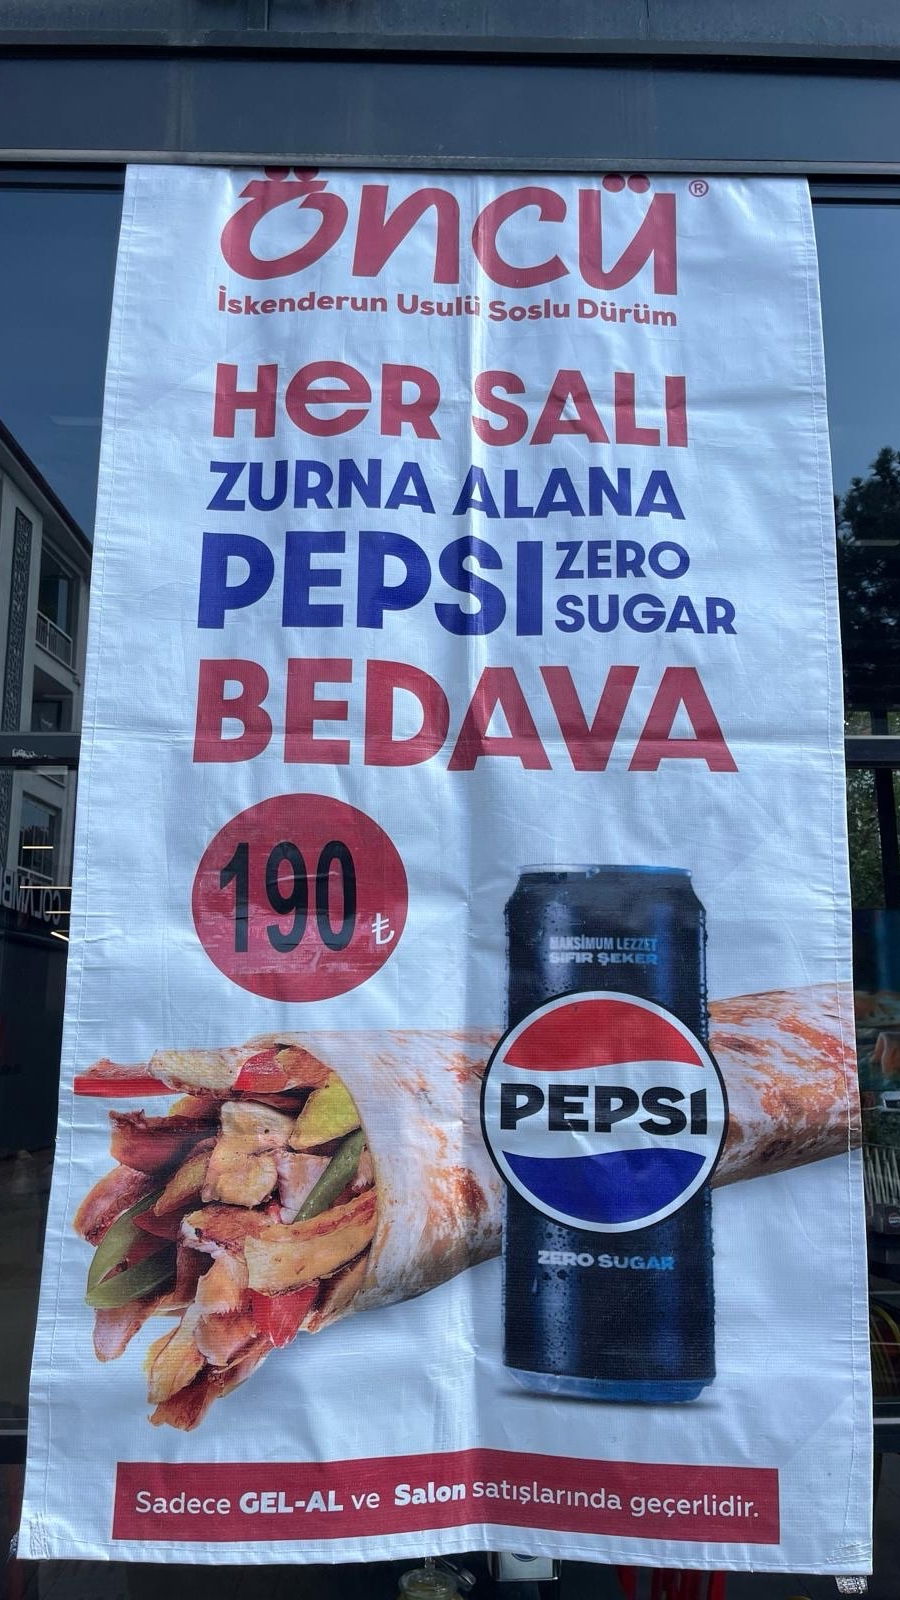 öncü®
İskenderun Usulü Soslu Dürüm
HeR SALI
ZURNA ALANA
PEPSI ZERO SUGAR
BEDAVA
190 ₺
MAKSİMUM LEZZET
SIFIR ŞEKER
PEPSI
ZERO SUGAR
Sadece GEL-AL ve Salon satışlarında geçerlidir.